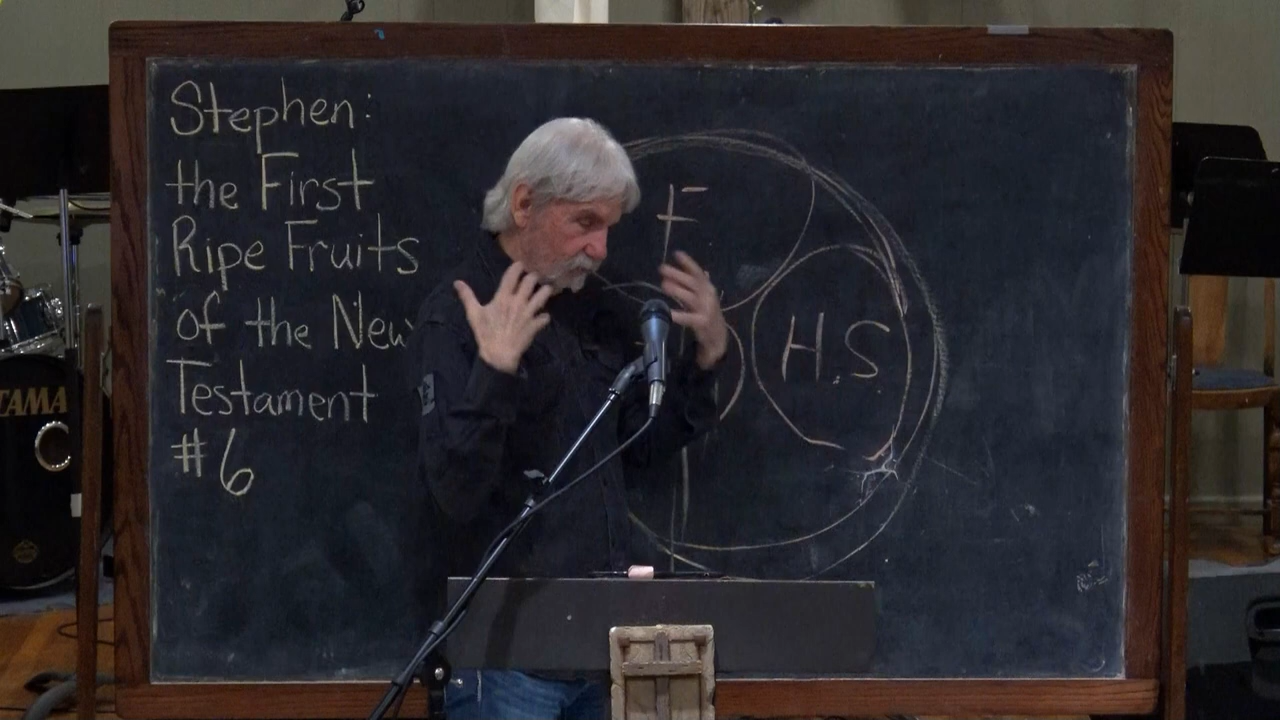 Stephen:
the First
Ripe Fruits
of the New
Testament
#6
F
H.S
TAMA